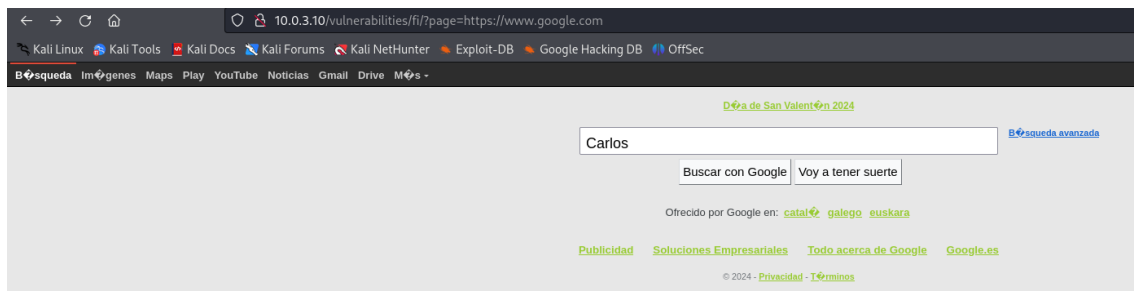 10.0.3.10/vulnerabilities/fi/?page=https://www.google.com
Kali Linux Kali Tools Kali Docs Kali Forums Kali NetHunter Exploit-DB Google Hacking DB OffSec
B�squeda Im�genes Maps Play YouTube Noticias Gmail Drive M�s
D�a de San Valent�n 2024
Carlos
B�squeda avanzada
Buscar con Google Voy a tener suerte
Ofrecido por Google en: catal� galego euskara
Publicidad Soluciones Empresariales Todo acerca de Google Google.es
© 2024 - Privacidad - T�rminos